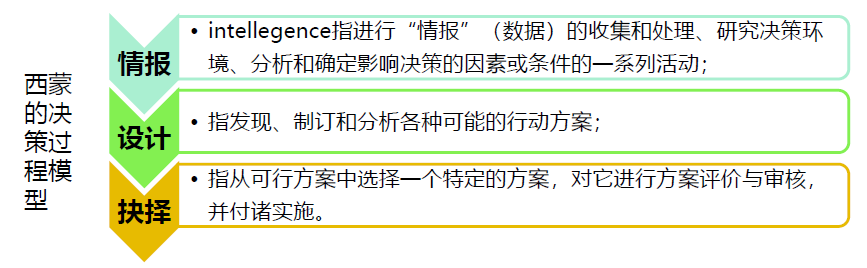 西蒙
的决
策过
程模
型
情报
• intellegence指进行“情报”（数据）的收集和处理、研究决策环
境、分析和确定影响决策的因素或条件的一系列活动；
设计
• 指发现、制订和分析各种可能的行动方案；
抉择
• 指从可行方案中选择一个特定的方案，对它进行方案评价与审核，
并付诸实施。